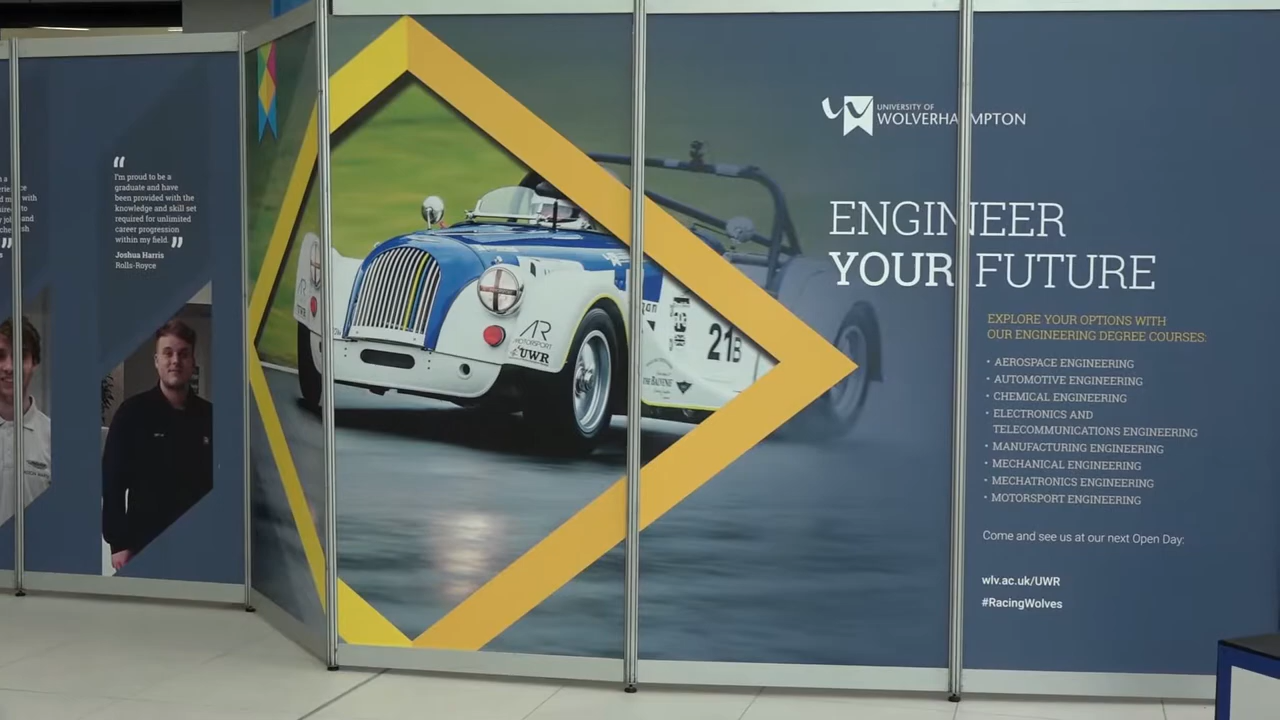 “
I'm proud to be a
graduate and have
been provided with the
knowledge and skill set
required for unlimited
career progression
within my field. ”
Joshua Harris
Rolls-Royce
with
and
UNIVERSITY OF
WOLVERHAMPTON
ENGINEER
YOUR FUTURE
EXPLORE YOUR OPTIONS WITH
OUR ENGINEERING DEGREE COURSES:
• AEROSPACE ENGINEERING
• AUTOMOTIVE ENGINEERING
• CHEMICAL ENGINEERING
• ELECTRONICS AND
TELECOMMUNICATIONS ENGINEERING
• MANUFACTURING ENGINEERING
• MECHANICAL ENGINEERING
• MECHATRONICS ENGINEERING
• MOTORSPORT ENGINEERING
Come and see us at our next Open Day:
wlv.ac.uk/UWR
#RacingWolves
AR
MOTORSPORT
UWR
21B